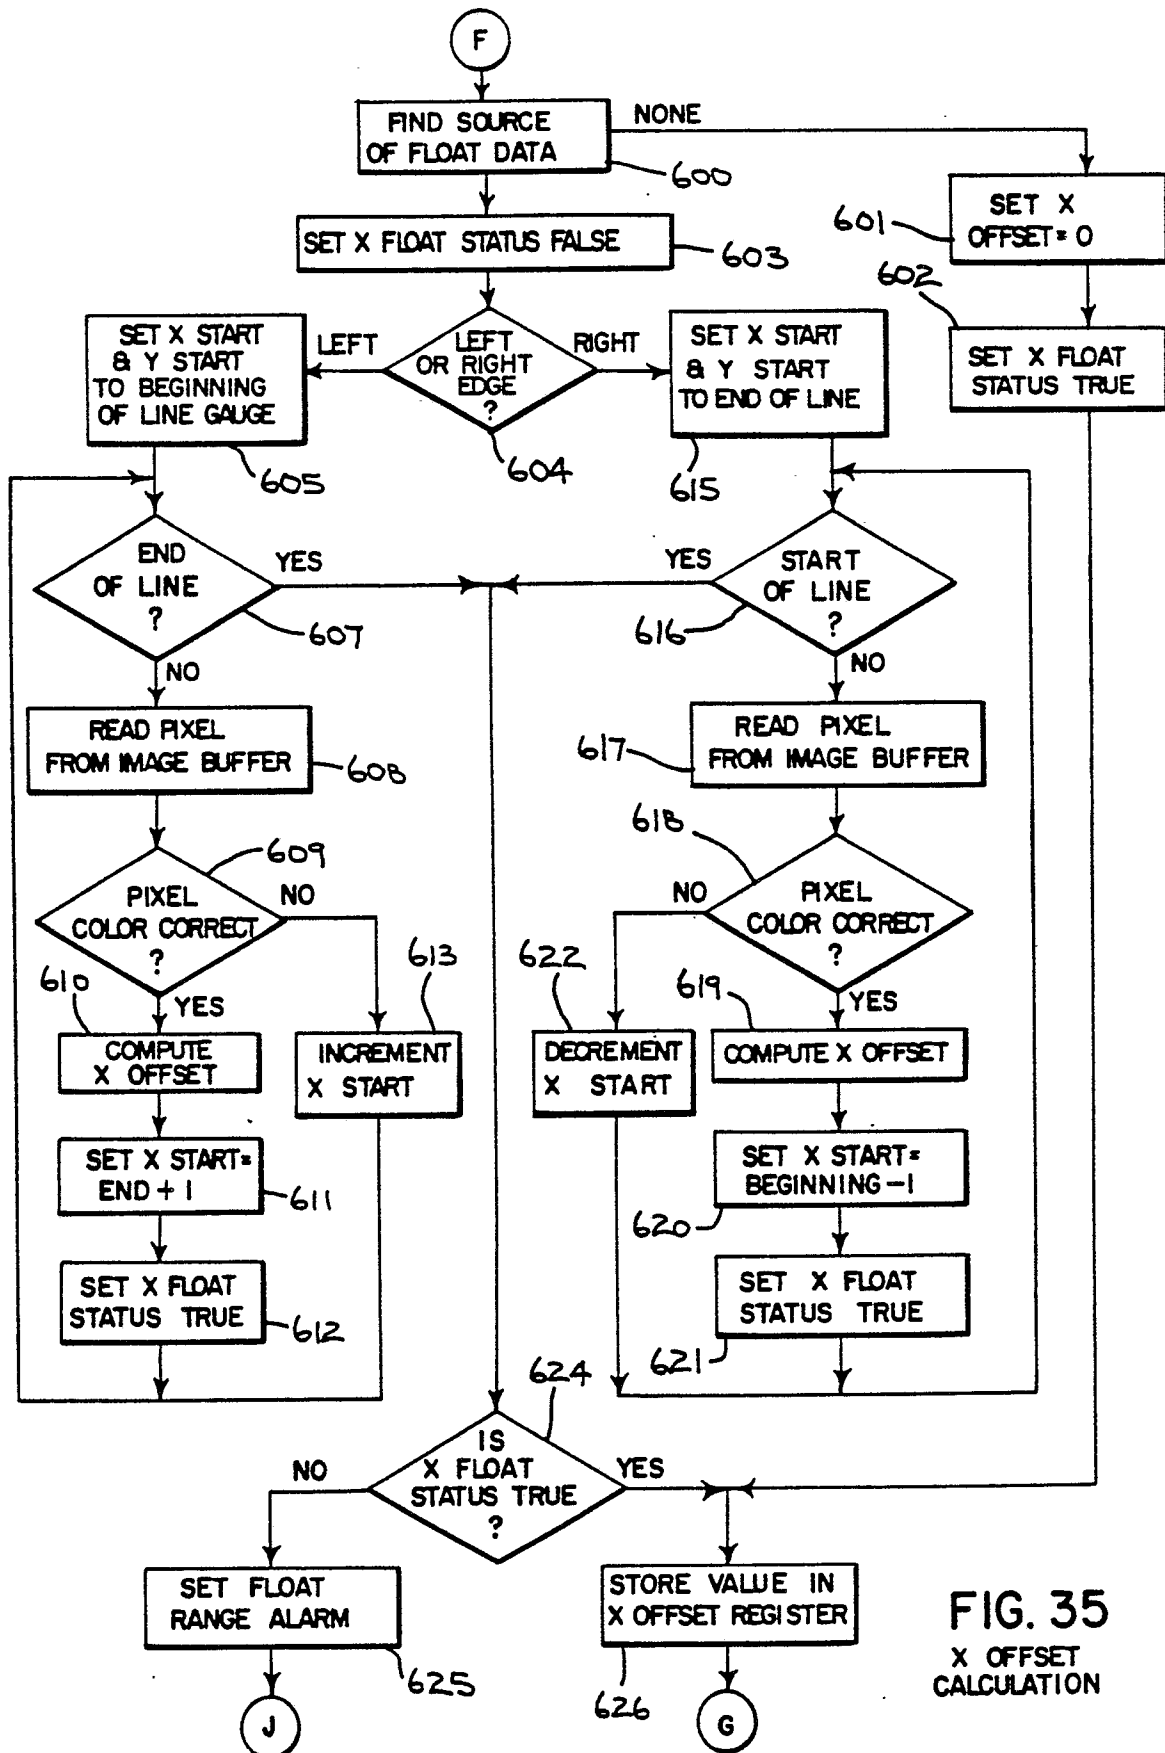 F
FIND SOURCE
OF FLOAT DATA
NONE
600
SET X
OFFSET = 0
601
SET X FLOAT STATUS FALSE
603
602
SET X FLOAT
STATUS TRUE
SET X START
& Y START
TO BEGINNING
OF LINE GAUGE
605
LEFT
LEFT
OR RIGHT
EDGE
?
604
RIGHT
SET X START
& Y START
TO END OF LINE
615
END
OF LINE
?
YES
607
NO
YES
START
OF LINE
?
616
NO
READ PIXEL
FROM IMAGE BUFFER
608
READ PIXEL
FROM IMAGE BUFFER
617
609
PIXEL
COLOR CORRECT
?
NO
YES
618
PIXEL
COLOR CORRECT
?
NO
YES
610
COMPUTE
X OFFSET
613
INCREMENT
X START
622
DECREMENT
X START
619
COMPUTE X OFFSET
SET X START=
END + 1
611
SET X START=
BEGINNING-1
620
SET X FLOAT
STATUS TRUE
612
SET X FLOAT
STATUS TRUE
621
624
IS
X FLOAT
STATUS TRUE
?
NO
YES
SET FLOAT
RANGE ALARM
625
STORE VALUE IN
X OFFSET REGISTER
626
J
G
FIG. 35
X OFFSET
CALCULATION